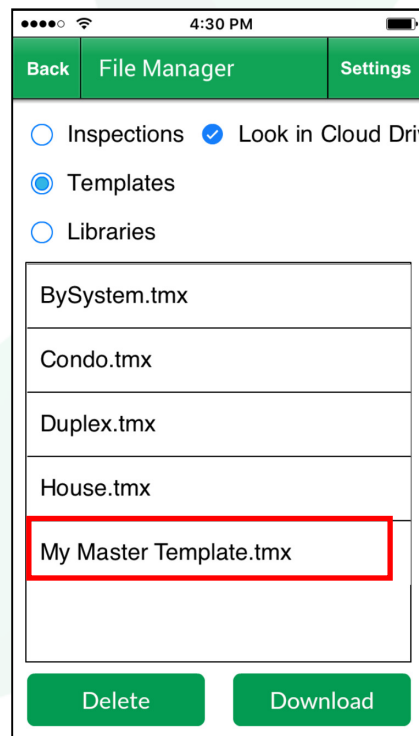 4:30 PM
Back File Manager Settings
Inspections Look in Cloud Dri
Templates
Libraries
BySystem.tmx
Condo.tmx
Duplex.tmx
House.tmx
My Master Template.tmx
Delete Download